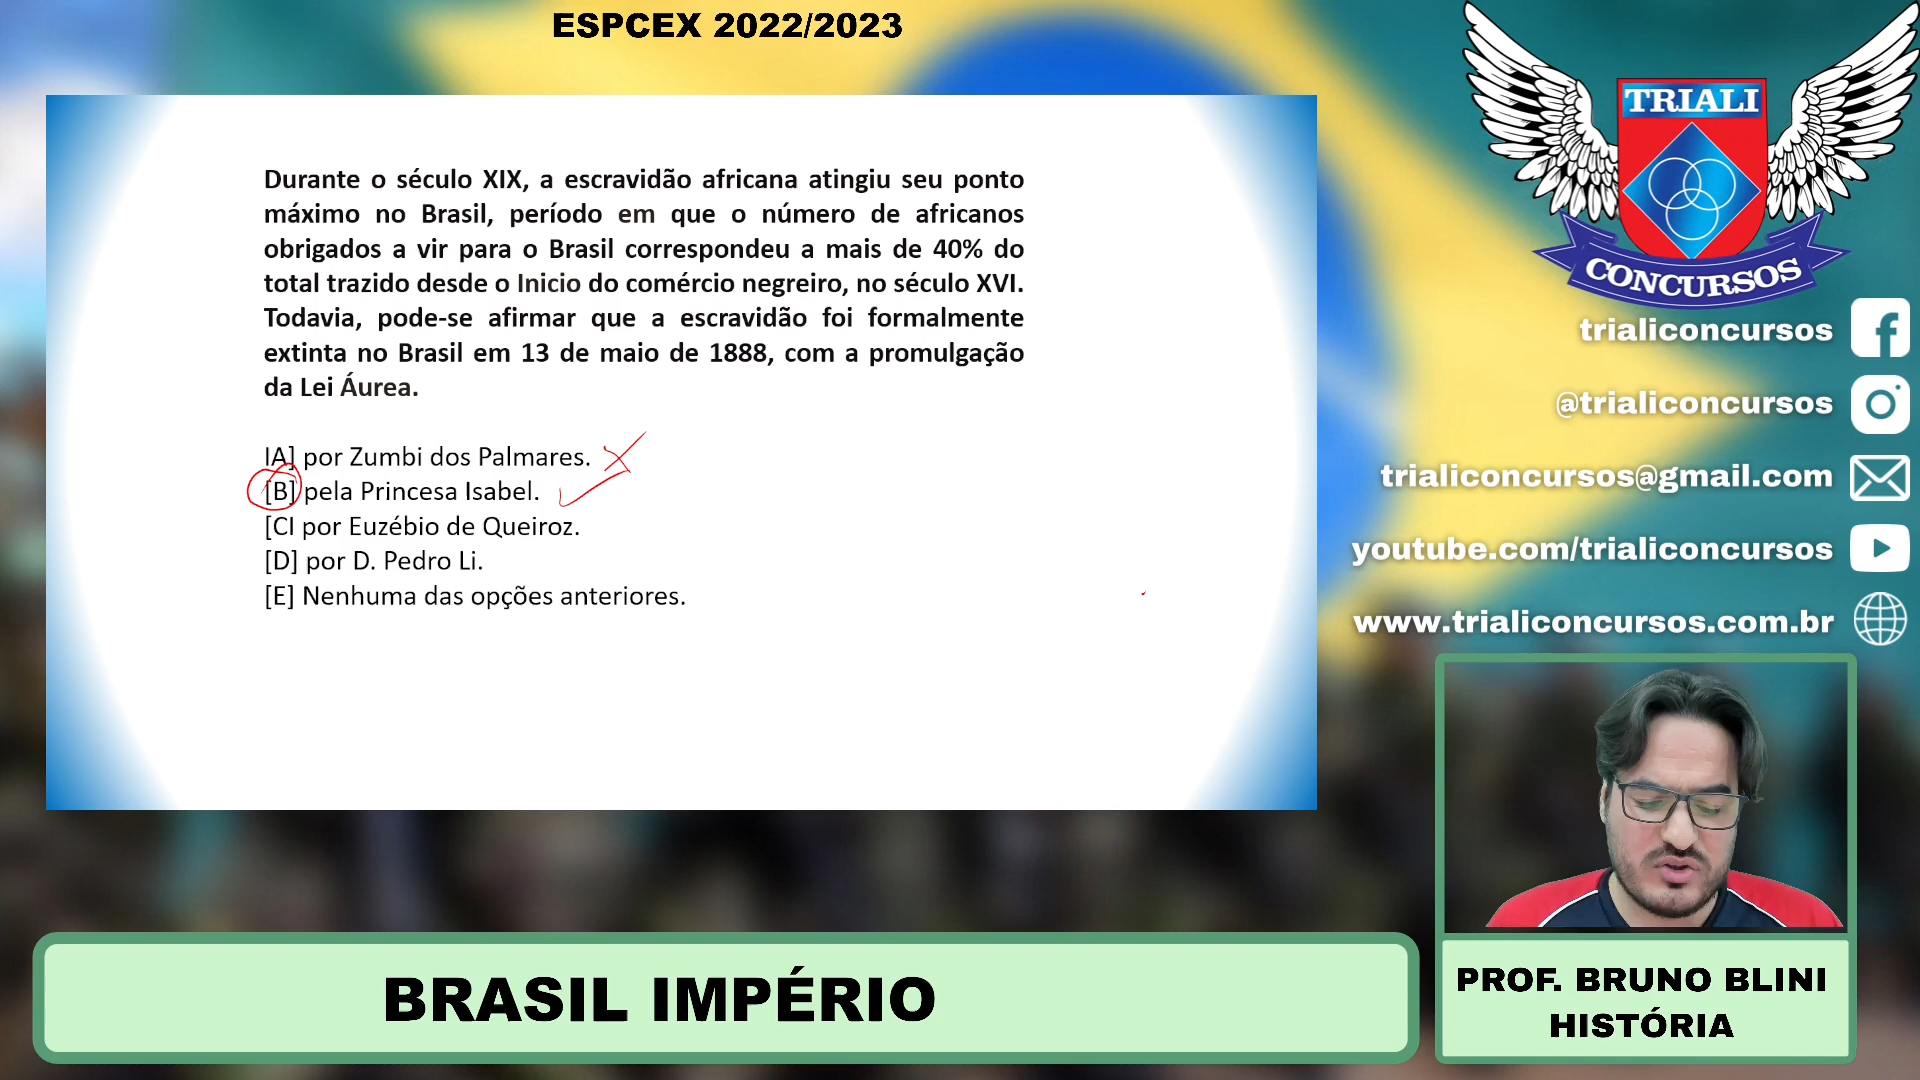 ESPCEX 2022/2023
Durante o século XIX, a escravidão africana atingiu seu ponto
máximo no Brasil, período em que o número de africanos
obrigados a vir para o Brasil correspondeu a mais de 40% do
total trazido desde o Inicio do comércio negreiro, no século XVI.
Todavia, pode-se afirmar que a escravidão foi formalmente
extinta no Brasil em 13 de maio de 1888, com a promulgação
da Lei Áurea.
IA] por Zumbi dos Palmares.
[B] pela Princesa Isabel.
[CI por Euzébio de Queiroz.
[D] por D. Pedro Li.
[E] Nenhuma das opções anteriores.
TRIALI
CONCURSOS
trialiconcursos
@trialiconcursos
trialiconcursos@gmail.com
youtube.com/trialiconcursos
www.trialiconcursos.com.br
BRASIL IMPÉRIO
PROF. BRUNO BLINI
HISTÓRIA